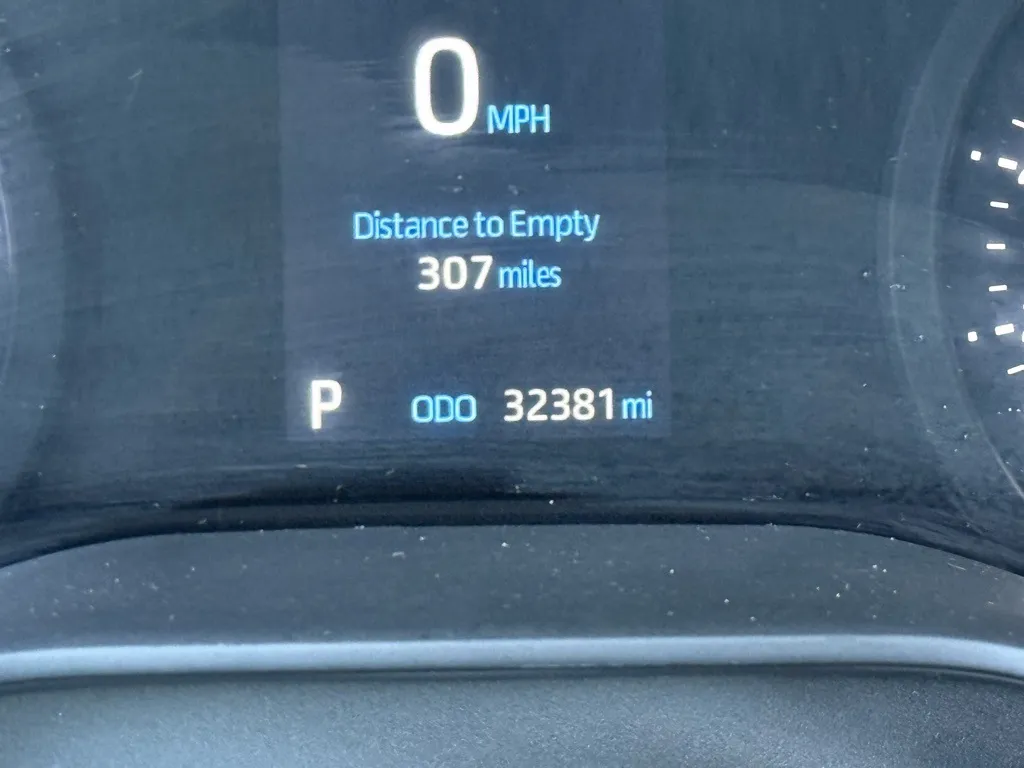 0 MPH
Distance to Empty
307 miles
P ODO 32381 mi